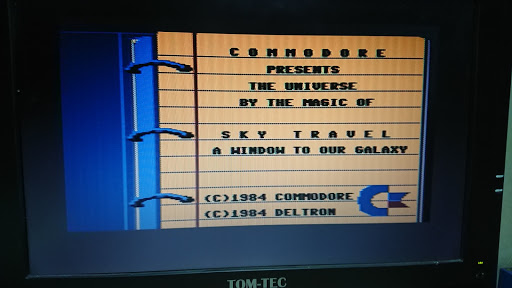 COMMODORE
PRESENTS
THE UNIVERSE
BY THE MAGIC OF
SKY TRAVEL
A WINDOW TO OUR GALAXY
(C)1984 COMMODORE
(C)1984 DELTRON
TOM-TEC